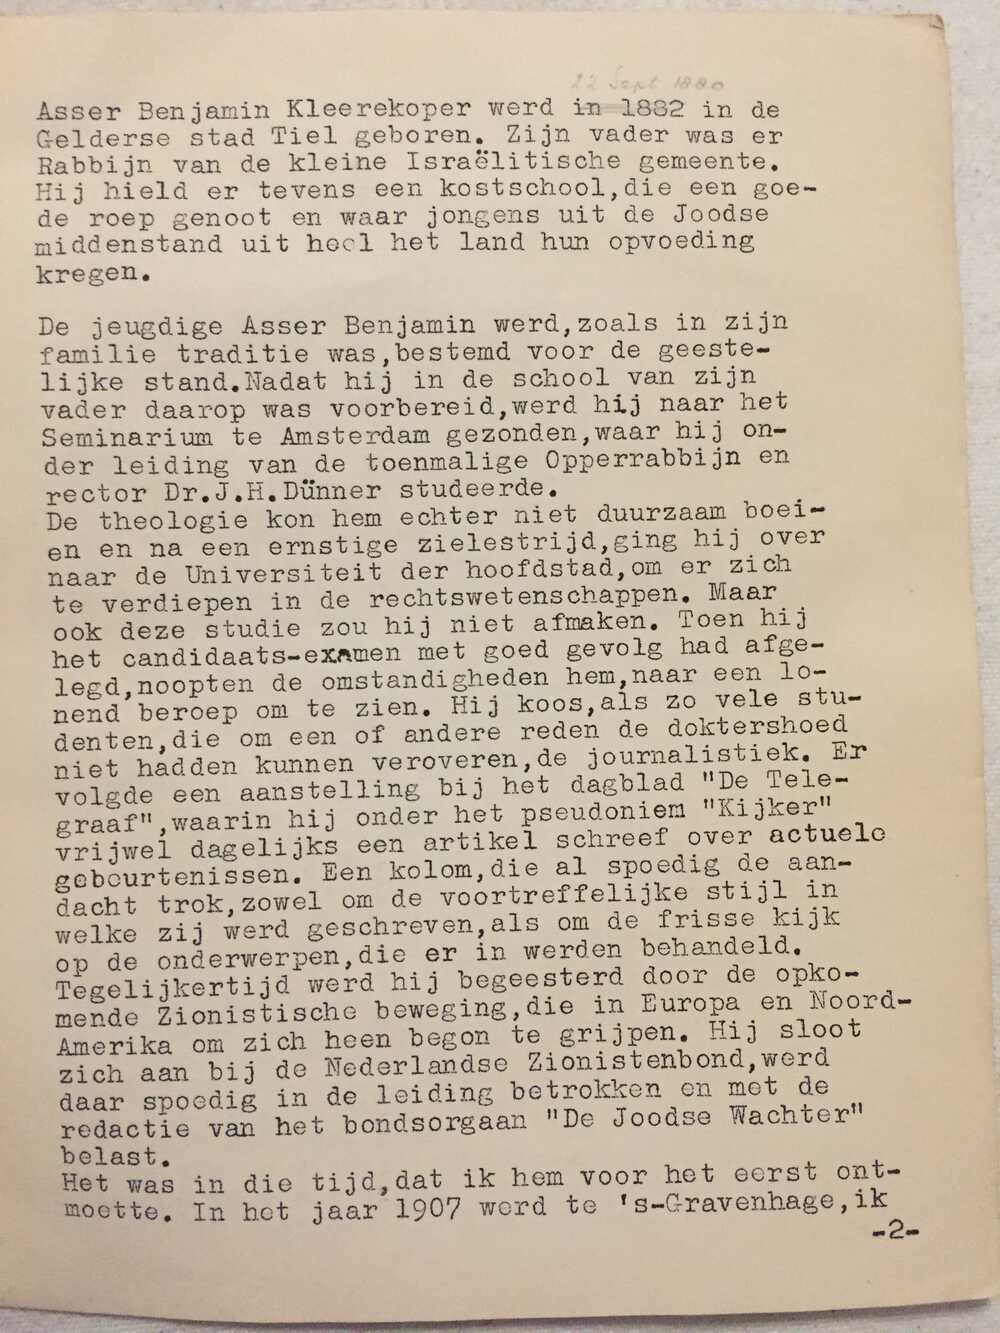 22 Sept 1880
Asser Benjamin Kleerekoper werd in 1882 in de
Gelderse stad Tiel geboren. Zijn vader was er
Rabbijn van de kleine Israëlitische gemeente.
Hij hield er tevens een kostschool,die een goe-
de roep genoot en waar jongens uit de Joodse
middenstand uit heel het land hun opvoeding
kregen.

De jeugdige Asser Benjamin werd,zoals in zijn
familie traditie was,bestemd voor de geeste-
lijke stand.Nadat hij in de school van zijn
vader daarop was voorbereid,werd hij naar het
Seminarium te Amsterdam gezonden,waar hij on-
der leiding van de toenmalige Opperrabbijn en
rector Dr.J.H.Dünner studeerde.
De theologie kon hem echter niet duurzaam boei-
en en na een ernstige zielestrijd,ging hij over
naar de Universiteit der hoofdstad,om er zich
te verdiepen in de rechtswetenschappen. Maar
ook deze studie zou hij niet afmaken. Toen hij
het candidaats-examen met goed gevolg had afge-
legd,noopten de omstandigheden hem,naar een lo-
nend beroep om te zien. Hij koos,als zo vele stu-
denten,die om een of andere reden de doktershoed
niet hadden kunnen veroveren,de journalistiek. Er
volgde een aanstelling bij het dagblad "De Tele-
graaf",waarin hij onder het pseudoniem "Kijker"
vrijwel dagelijks een artikel schreef over actuele
gebeurtenissen. Een kolom,die al spoedig de aan-
dacht trok,zowel om de voortreffelijke stijl in
welke zij werd geschreven,als om de frisse kijk
op de onderwerpen,die er in werden behandeld.
Tegelijkertijd werd hij begeesterd door de opko-
mende Zionistische beweging,die in Europa en Noord-
Amerika om zich heen begon te grijpen. Hij sloot
zich aan bij de Nederlandse Zionistenbond,werd
daar spoedig in de leiding betrokken en met de
redactie van het bondsorgaan "De Joodse Wachter"
belast.
Het was in die tijd,dat ik hem voor het eerst ont-
moette. In het jaar 1907 werd te 's-Gravenhage,ik
-2-